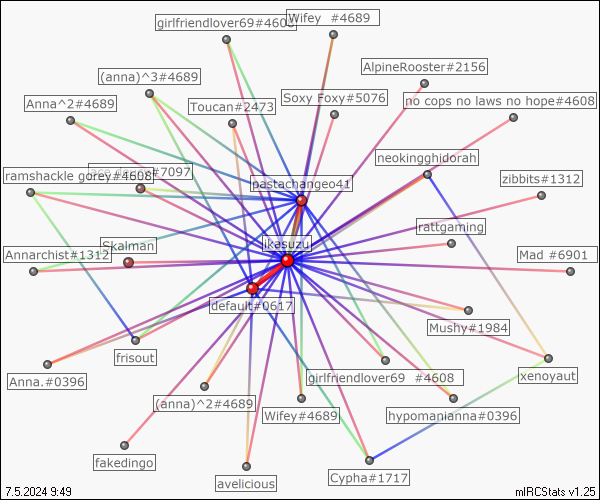 girlfriendlover69#4608
Wifey  #4689
(anna)^3#4689
AlpineRooster#2156
Anna^2#4689
Toucan#2473
Soxy Foxy#5076
no cops no laws no hope#4608
neokingghidorah
ramshackle gorey#4608
#7097
pastachangeo41
zibbits#1312
rattgaming
Annarchist#1312
Skalman
ikasuzu
Mad  #6901
default#0617
Mushy#1984
frisout
Anna.#0396
girlfriendlover69  #4608
xenoyaut
(anna)^2#4689
Wifey#4689
hypomanianna#0396
fakedingo
avelicious
Cypha#1717
7.5.2024 9:49
mIRCStats v1.25